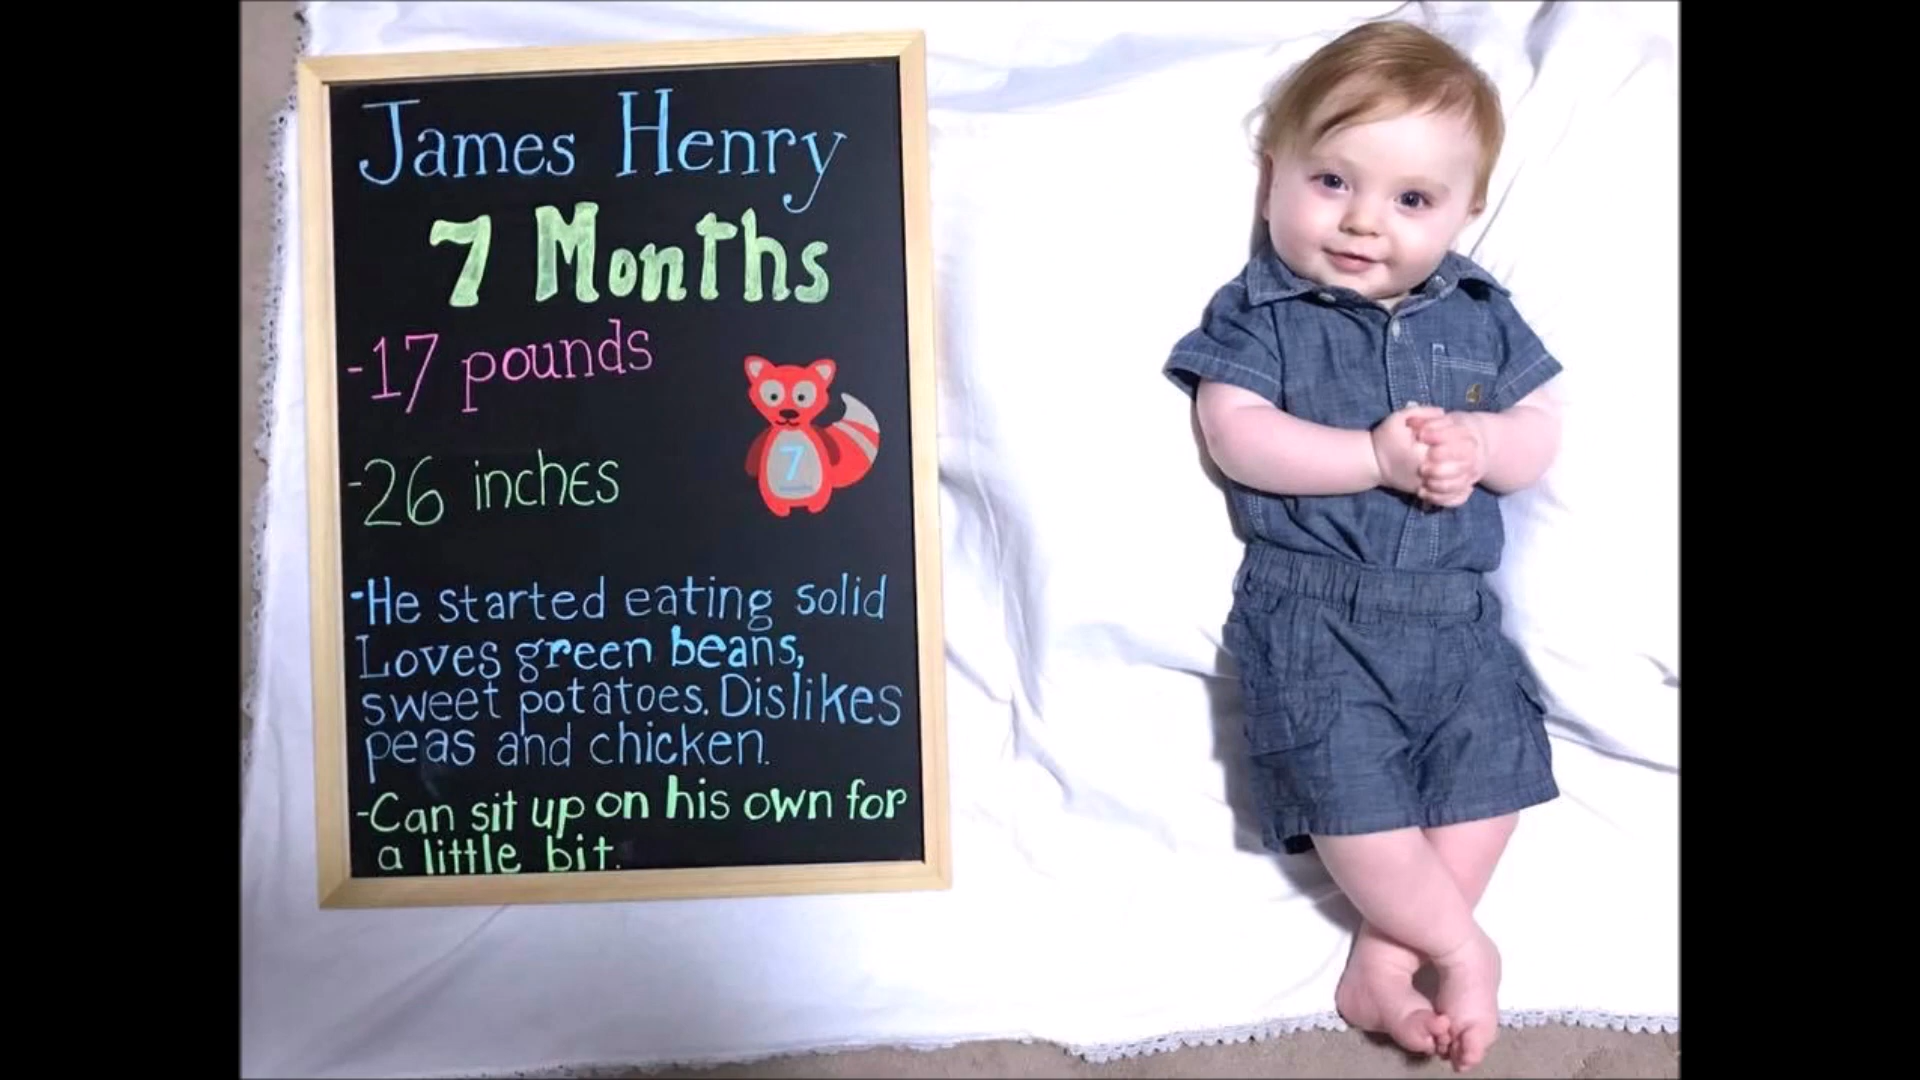 James Henry
7 Months
-17 pounds
7
-26 inches
-He started eating solid
Loves green beans,
sweet potatoes. Dislikes
peas and chicken.
-Can sit up on his own for
a little bit.